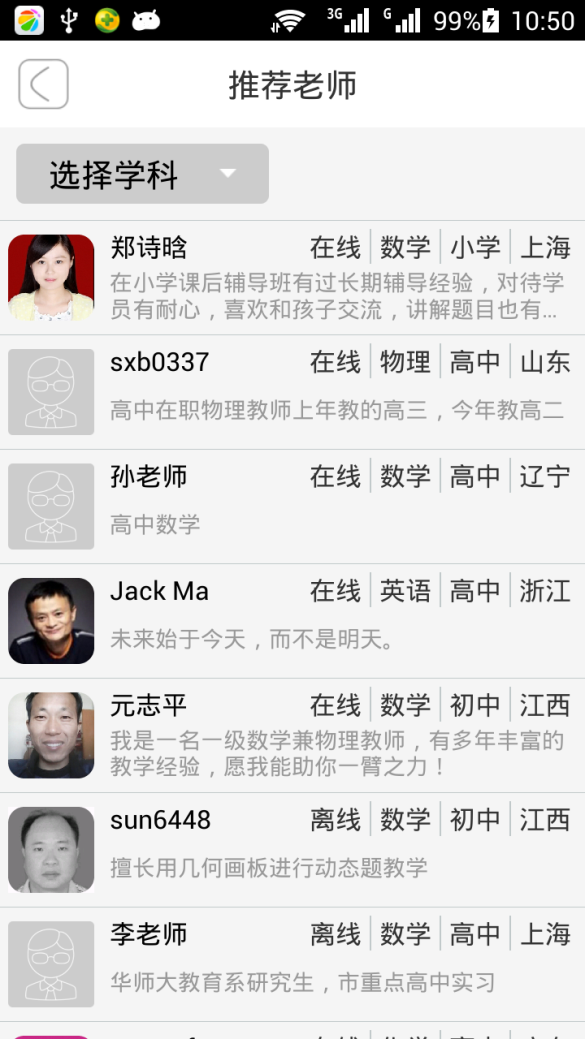 3G G 99% 10:50
推荐老师
选择学科
郑诗晗 在线 数学 小学 上海
在小学课后辅导班有过长期辅导经验，对待学
员有耐心，喜欢和孩子交流，讲解题目也有...
sxb0337 在线 物理 高中 山东
高中在职物理教师上年教的高三，今年教高二
孙老师 在线 数学 高中 辽宁
高中数学
Jack Ma 在线 英语 高中 浙江
未来始于今天，而不是明天。
元志平 在线 数学 初中 江西
我是一名一级数学兼物理教师，有多年丰富的
教学经验，愿我能助你一臂之力！
sun6448 离线 数学 初中 江西
擅长用几何画板进行动态题教学
李老师 离线 数学 高中 上海
华师大教育系研究生，市重点高中实习